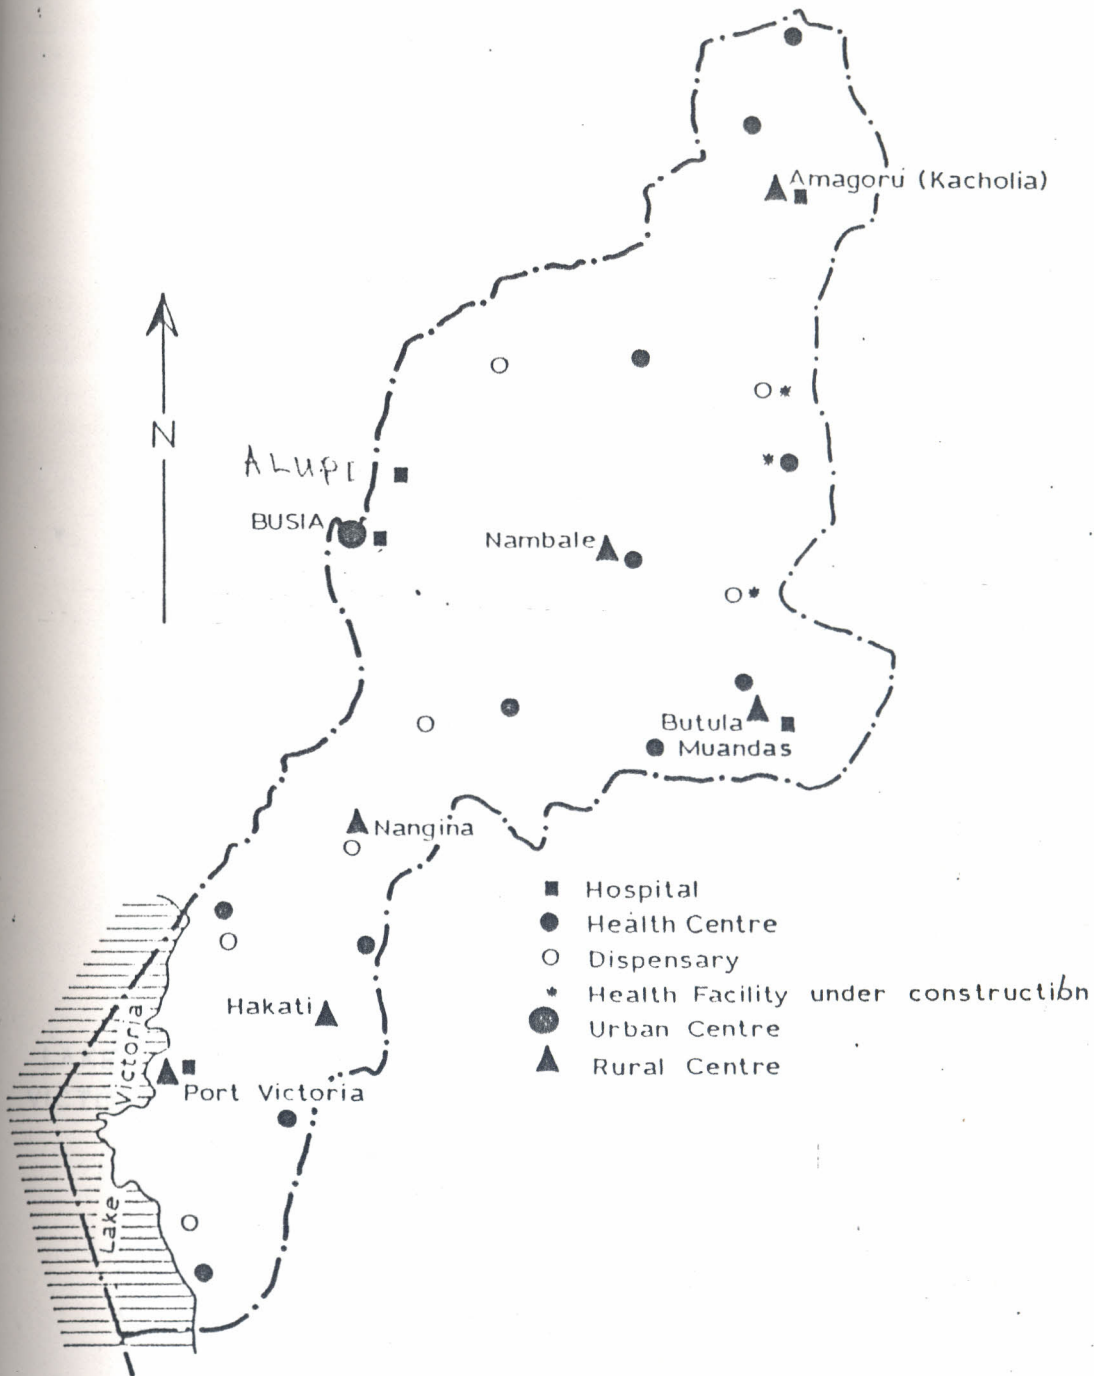 Amagoru (Kacholia)
N
ALUPI
BUSIA
Nambale
Butula
Muandas
Nangina
Hospital
Health Centre
Dispensary
Health Facility under construction
Urban Centre
Rural Centre
Hakati
Port Victoria
Lake Victoria